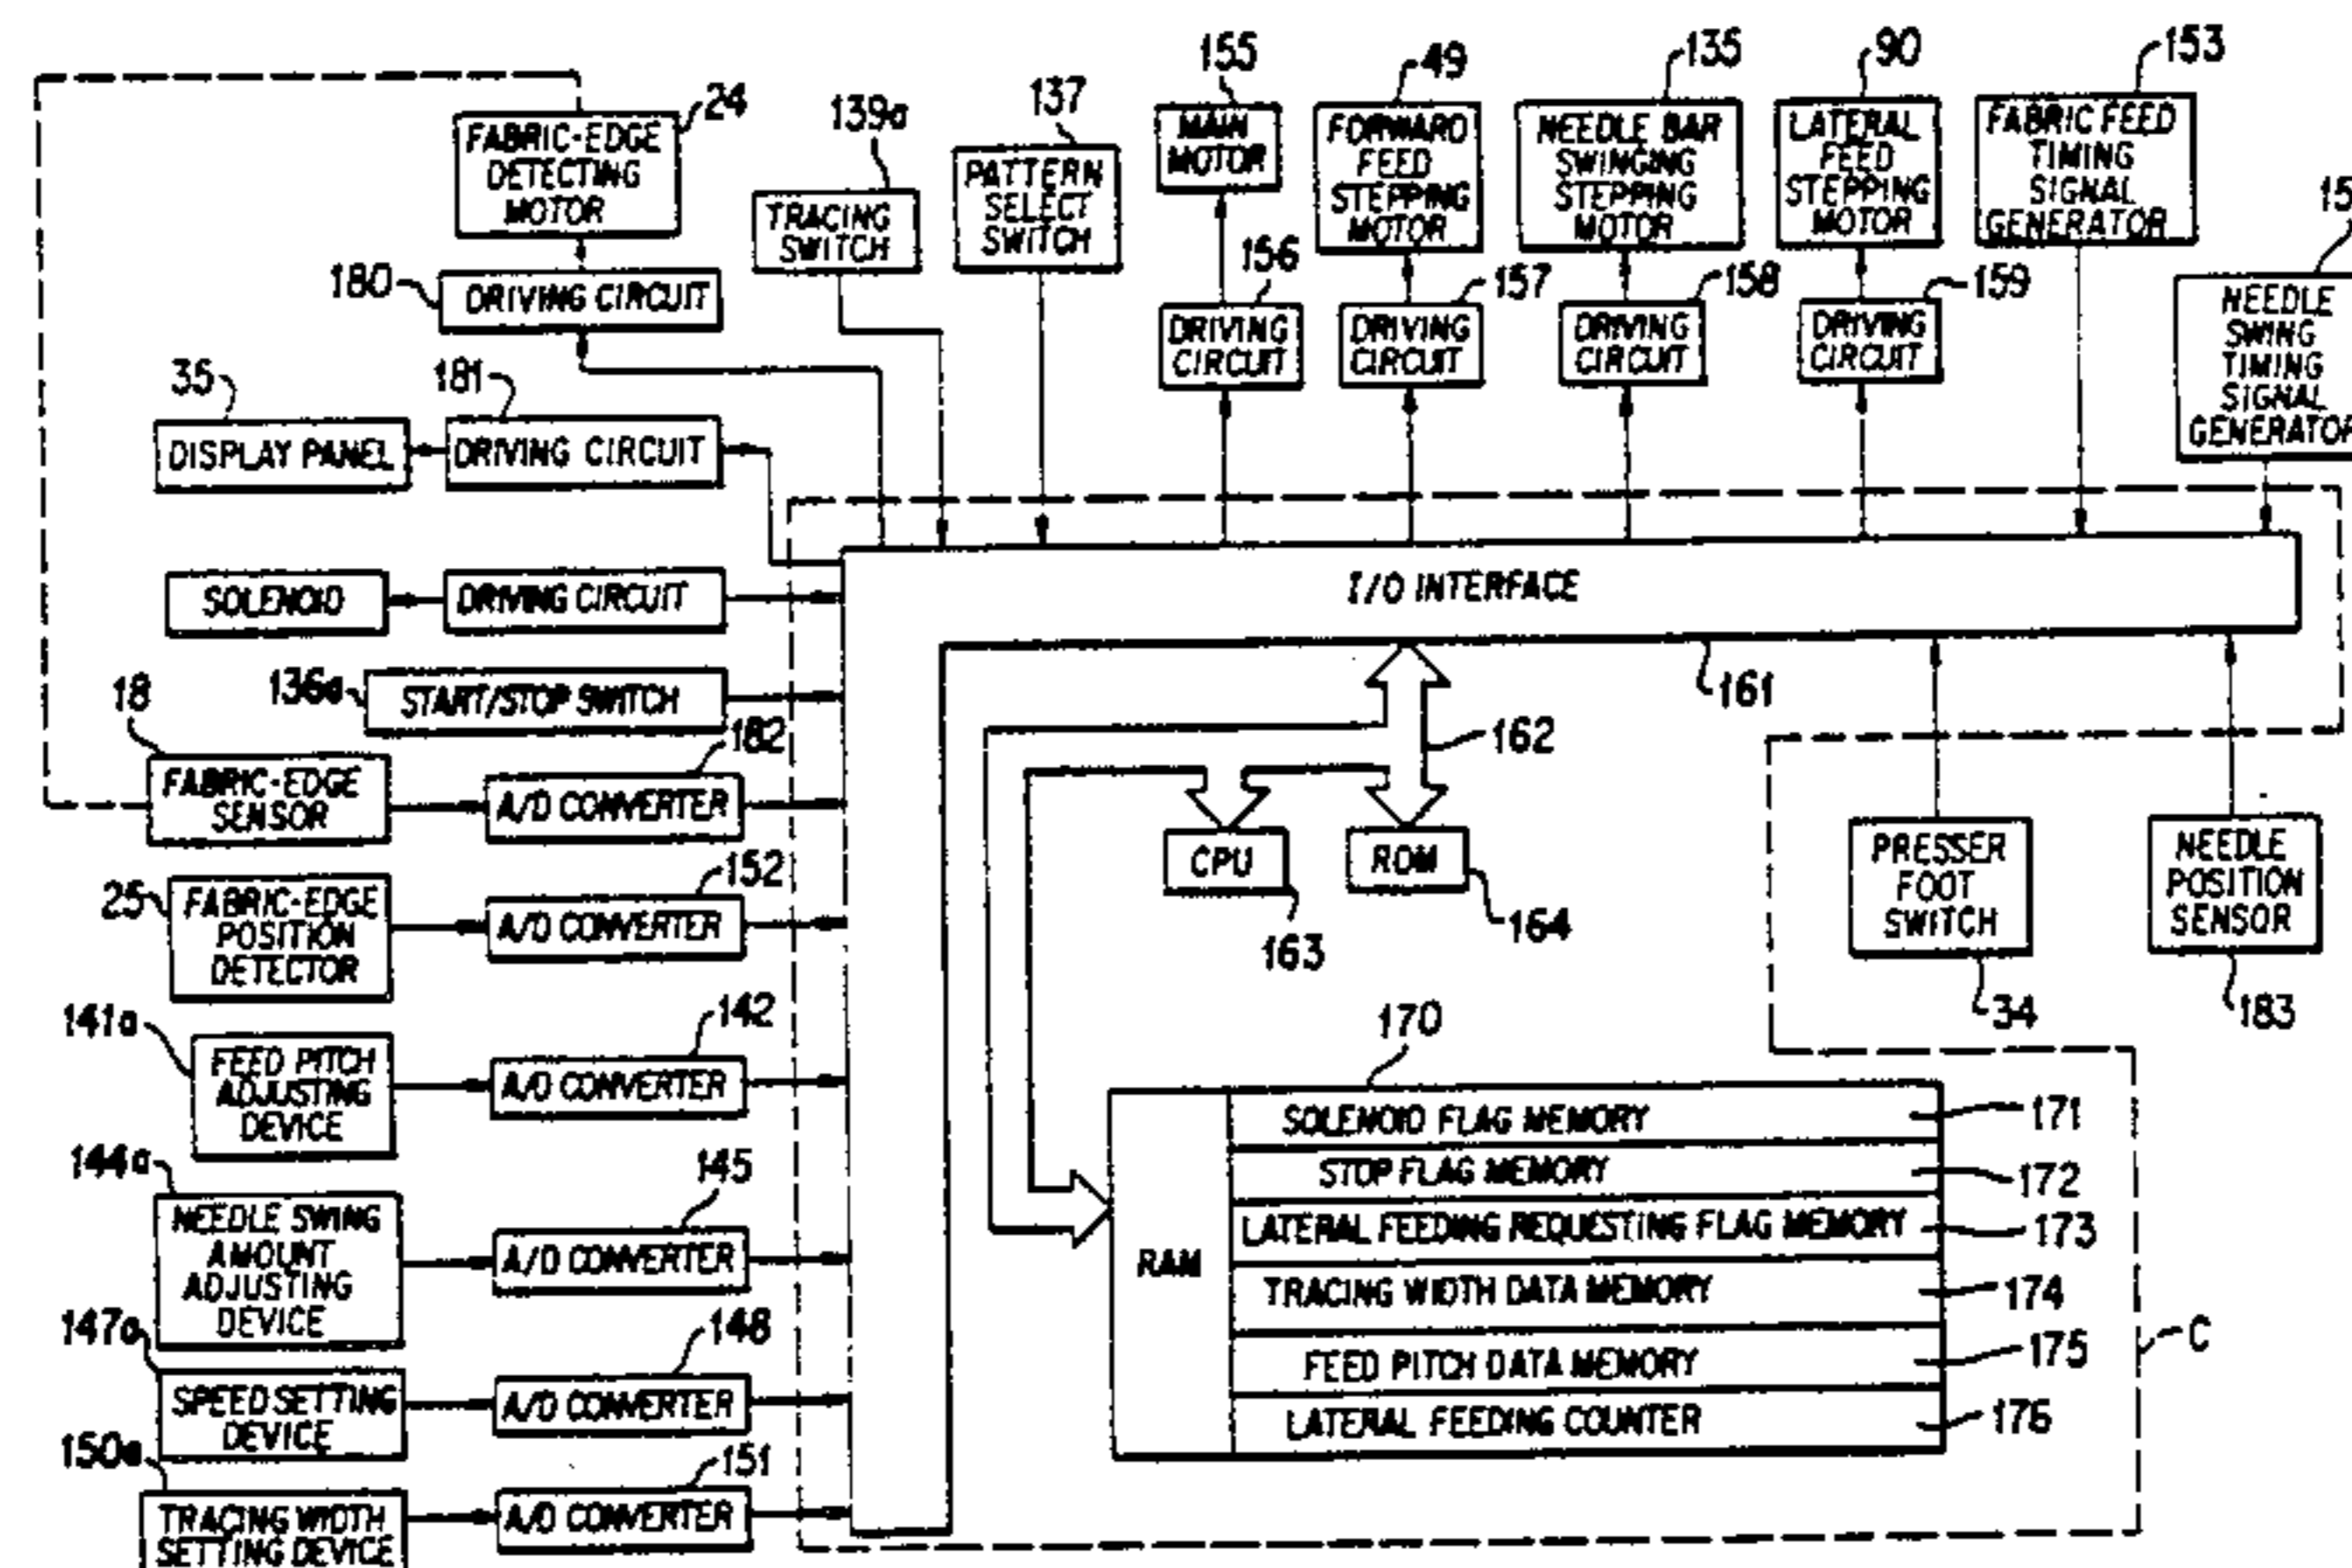 24
FABRIC-EDGE
DETECTING
MOTOR
180
DRIVING CIRCUIT
139a
TRACING
SWITCH
137
PATTERN
SELECT
SWITCH
155
MAIN
MOTOR
156
DRIVING
CIRCUIT
49
FORWARD
FEED
STEPPING
MOTOR
157
DRIVING
CIRCUIT
135
NEEDLE BAR
SWINGING
STEPPING
MOTOR
158
DRIVING
CIRCUIT
90
LATERAL
FEED
STEPPING
MOTOR
159
DRIVING
CIRCUIT
153
FABRIC FEED
TIMING
SIGNAL
GENERATOR
NEEDLE
SWING
TIMING
SIGNAL
GENERATOR
35
DISPLAY PANEL
181
DRIVING CIRCUIT
SOLENOID
DRIVING CIRCUIT
136a
START/STOP SWITCH
18
FABRIC-EDGE
SENSOR
182
A/D CONVERTER
25
FABRIC-EDGE
POSITION
DETECTOR
152
A/D CONVERTER
141a
FEED PITCH
ADJUSTING
DEVICE
142
A/D CONVERTER
144a
NEEDLE SWING
AMOUNT
ADJUSTING
DEVICE
145
A/D CONVERTER
147a
SPEED SETTING
DEVICE
148
A/D CONVERTER
150a
TRACING WIDTH
SETTING DEVICE
151
A/D CONVERTER
I/O INTERFACE
161
162
CPU
163
ROM
164
PRESSER
FOOT
SWITCH
34
NEEDLE
POSITION
SENSOR
183
170
RAM
SOLENOID FLAG MEMORY
171
STOP FLAG MEMORY
172
LATERAL FEEDING REQUESTING FLAG MEMORY
173
TRACING WIDTH DATA MEMORY
174
FEED PITCH DATA MEMORY
175
LATERAL FEEDING COUNTER
176
C